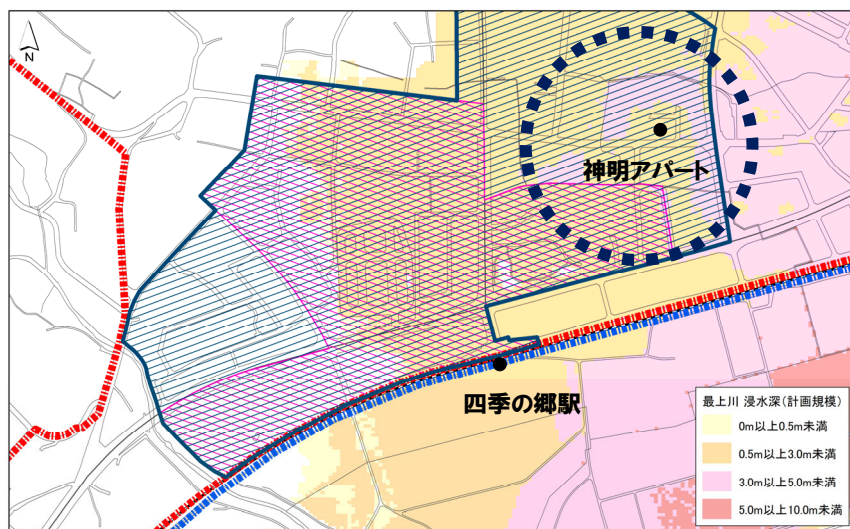 N
神明アパート
四季の郷駅
最上川 浸水深(計画規模)
0m以上0.5m未満
0.5m以上3.0m未満
3.0m以上5.0m未満
5.0m以上10.0m未満